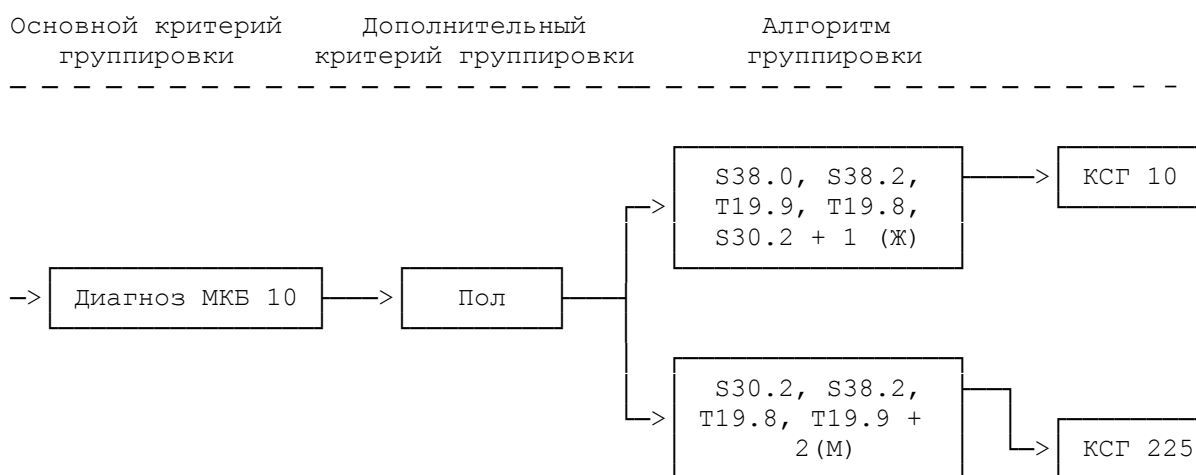 Основной критерий группировки
Дополнительный критерий группировки
Алгоритм группировки
Диагноз МКБ 10
Пол
S38.0, S38.2,
T19.9, T19.8,
S30.2 + 1 (Ж)
КСГ 10
S30.2, S38.2,
T19.8, T19.9 +
2(М)
КСГ 225